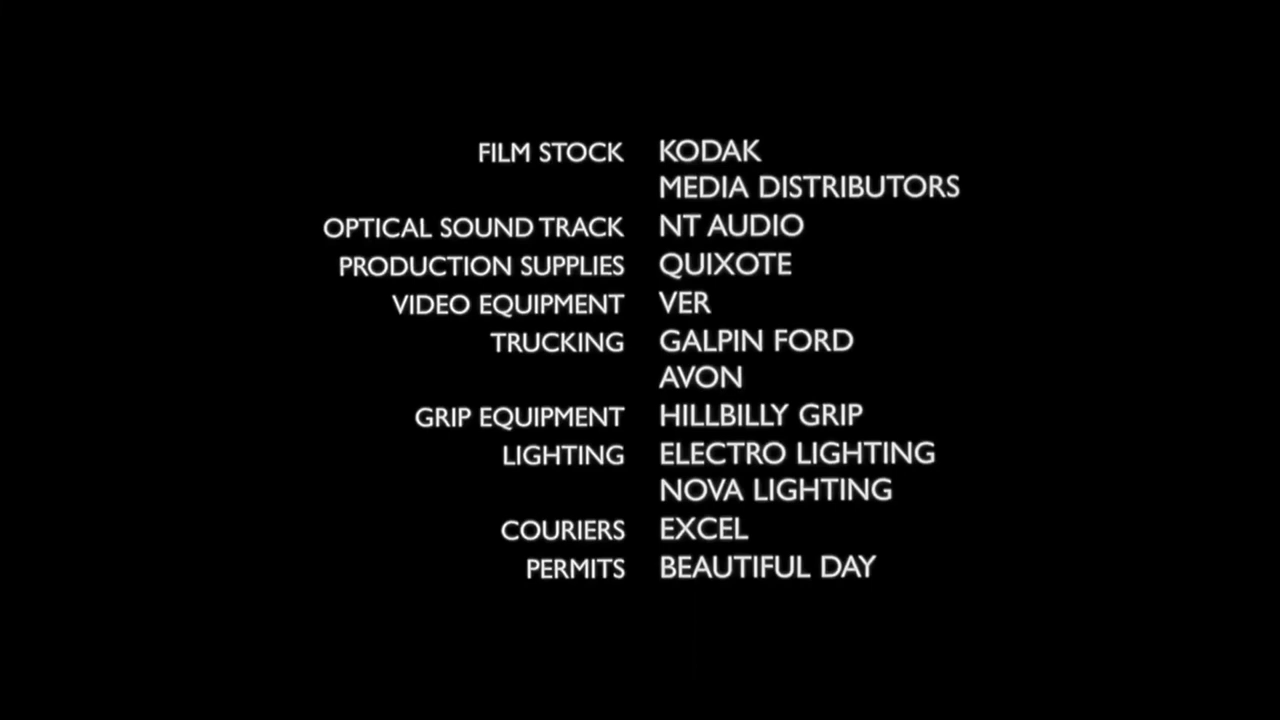 FILM STOCK KODAK
MEDIA DISTRIBUTORS
OPTICAL SOUND TRACK NT AUDIO
PRODUCTION SUPPLIES QUIXOTE
VIDEO EQUIPMENT VER
TRUCKING GALPIN FORD
AVON
GRIP EQUIPMENT HILLBILLY GRIP
LIGHTING ELECTRO LIGHTING
NOVA LIGHTING
COURIERS EXCEL
PERMITS BEAUTIFUL DAY